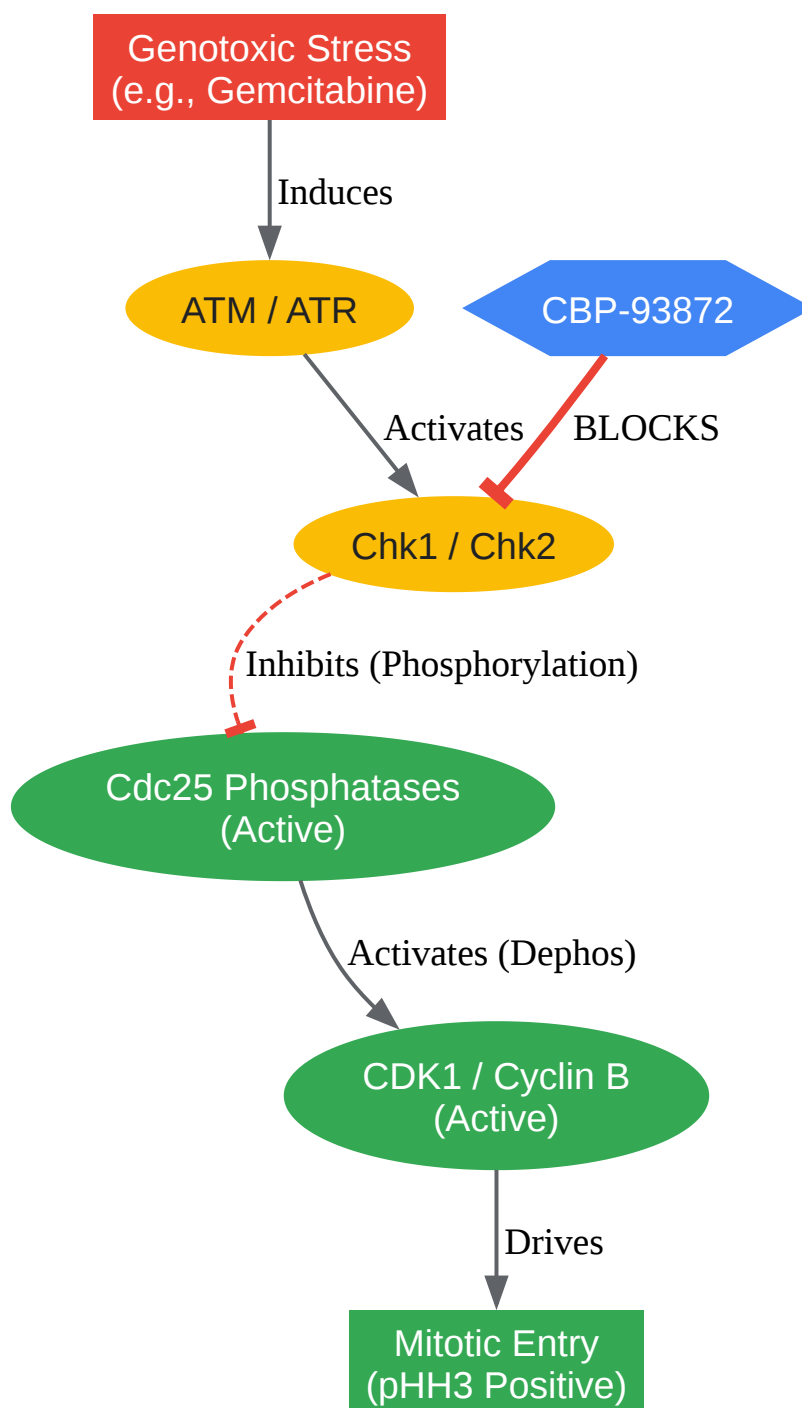 Genotoxic Stress
(e.g., Gemcitabine)
Induces
ATM / ATR
CBP-93872
Activates
BLOCKS
Chk1 / Chk2
Inhibits (Phosphorylation)
Cdc25 Phosphatases
(Active)
Activates (Dephos)
CDK1 / Cyclin B
(Active)
Drives
Mitotic Entry
(pHH3 Positive)